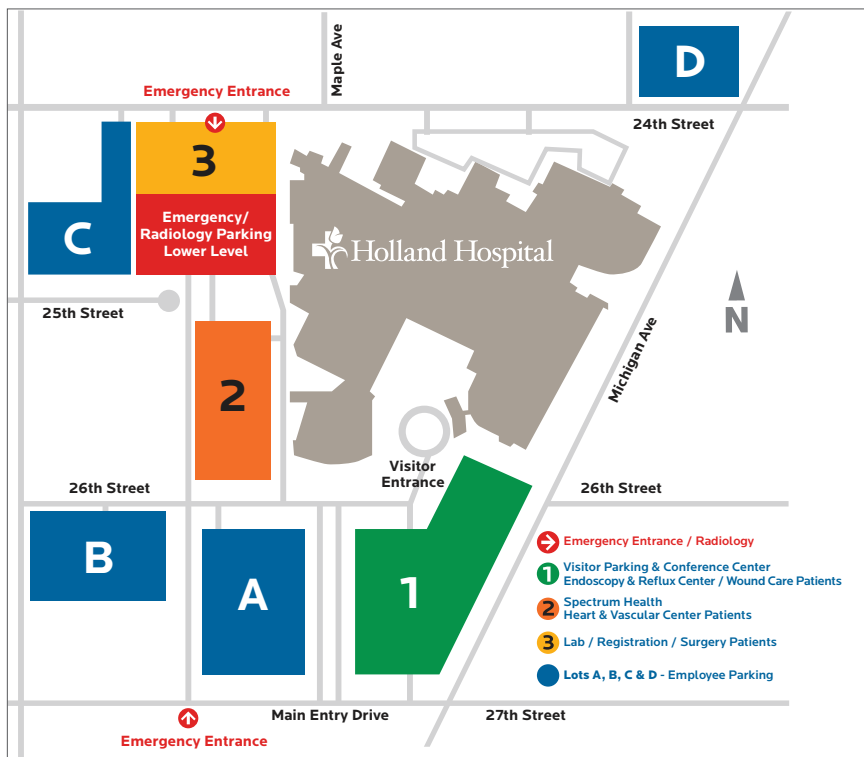 Maple Ave
D
Emergency Entrance
24th Street
3
C
Emergency/
Radiology Parking
Lower Level
Holland Hospital
25th Street
N
Michigan Ave
2
Visitor
Entrance
26th Street
26th Street
B
A
1
Emergency Entrance / Radiology
1
Visitor Parking & Conference Center
Endoscopy & Reflux Center / Wound Care Patients
2
Spectrum Health
Heart & Vascular Center Patients
3
Lab / Registration / Surgery Patients
Lots A, B, C & D - Employee Parking
Main Entry Drive
27th Street
Emergency Entrance